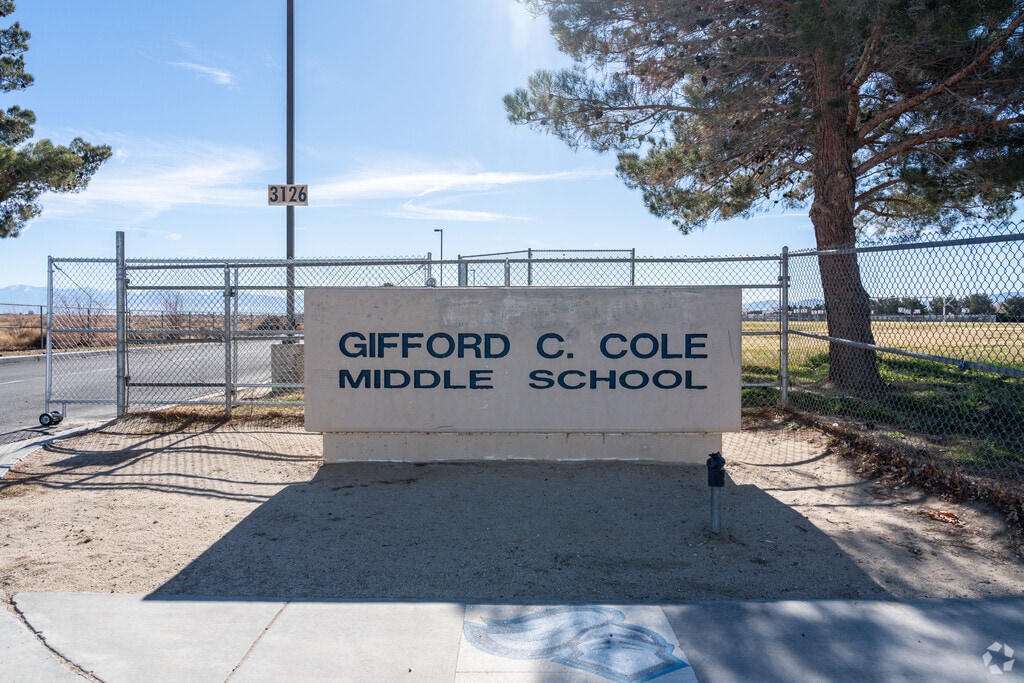 3126
GIFFORD C. COLE
MIDDLE SCHOOL